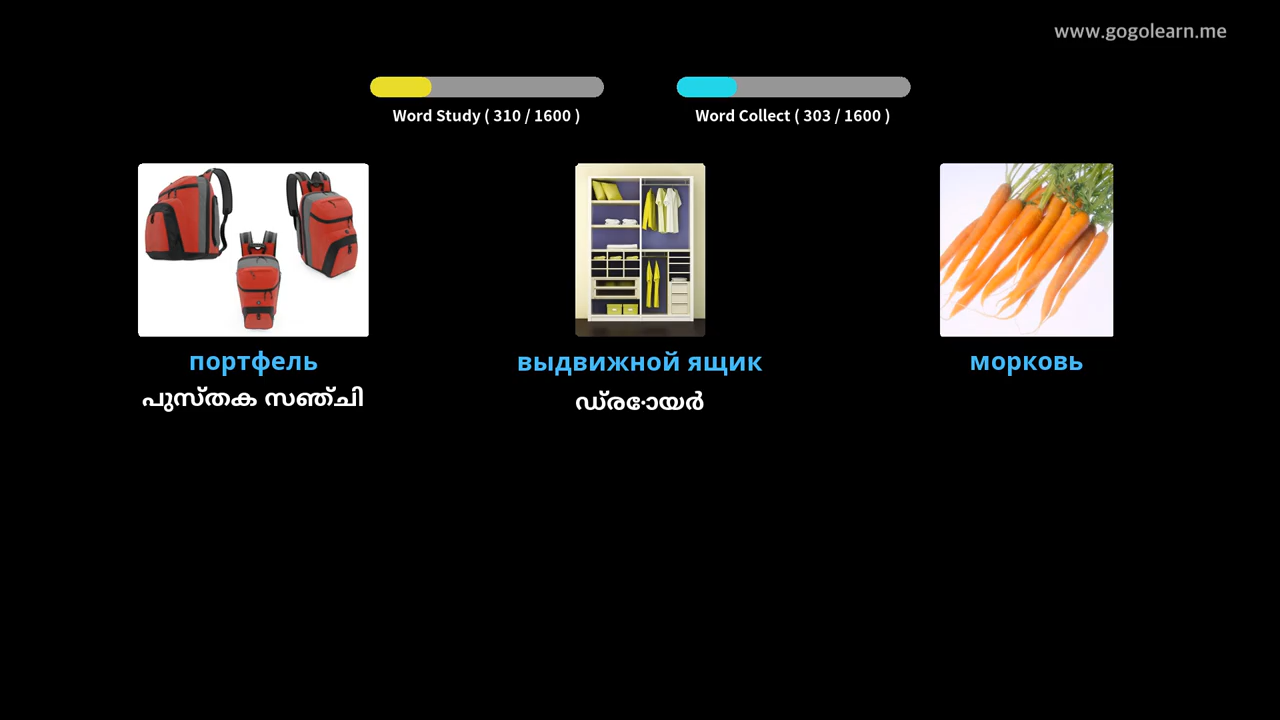 www.gogolearn.me
Word Study ( 310 / 1600 )
Word Collect ( 303 / 1600 )
портфель
выдвижной ящик
морковь
പുസ്തക സഞ്ചി
ഡ്രോയർ